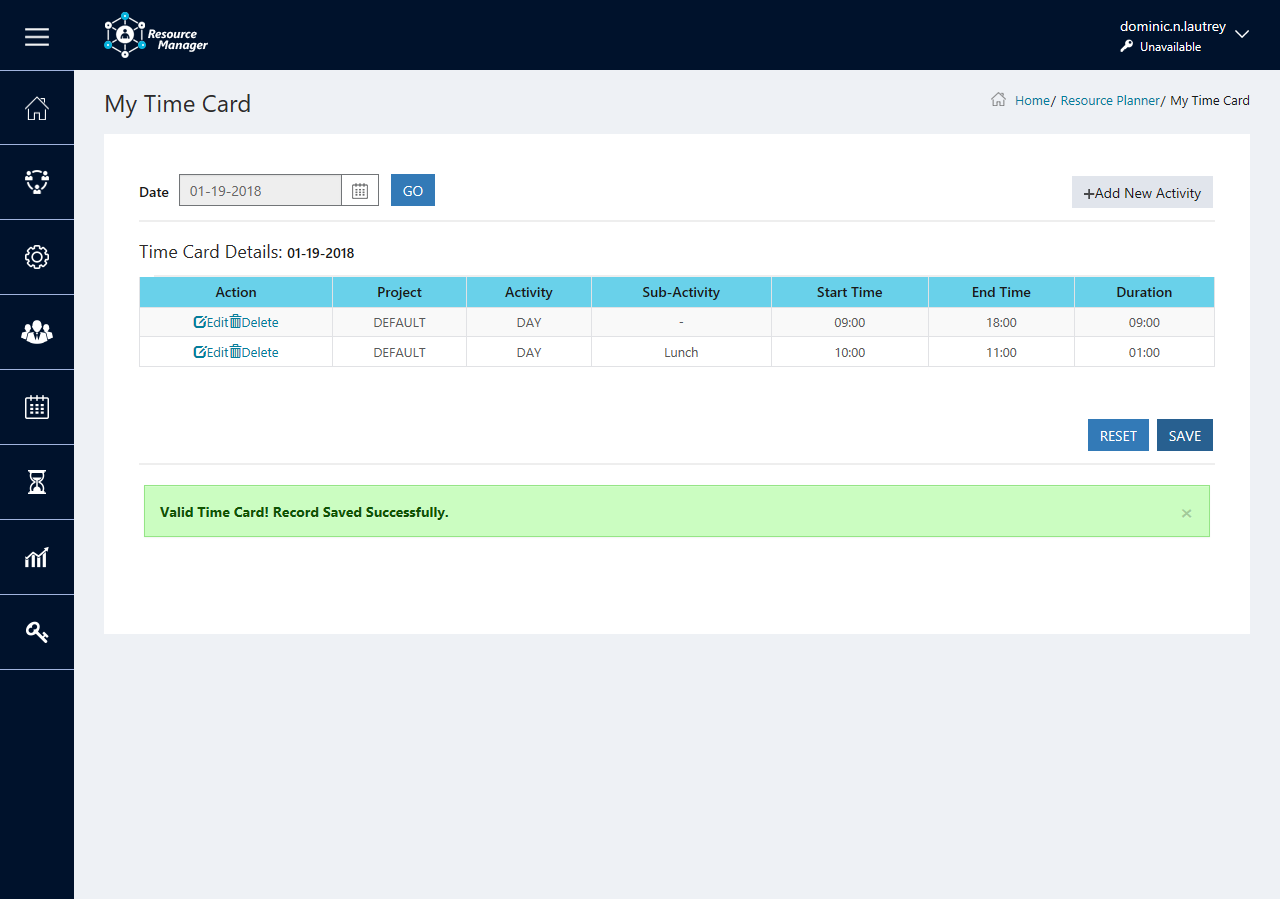 Resource
Manager
dominic.n.lautrey
Unavailable
My Time Card
Home/ Resource Planner/ My Time Card
Date 01-19-2018 GO
+Add New Activity
Time Card Details: 01-19-2018
Action Project Activity Sub-Activity Start Time End Time Duration
Edit Delete DEFAULT DAY - 09:00 18:00 09:00
Edit Delete DEFAULT DAY Lunch 10:00 11:00 01:00
RESET SAVE
Valid Time Card! Record Saved Successfully. ×